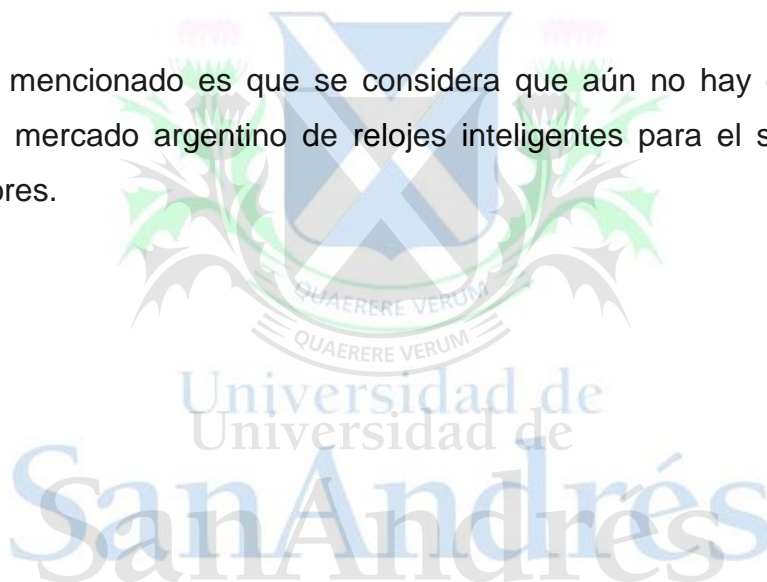 mencionado es que se considera que aún no hay
mercado argentino de relojes inteligentes para el s
ores.
QUAERERE VERUM
QUAERERE VERUM
Universidad de
Universidad de
SanAndrés
SanAndrés